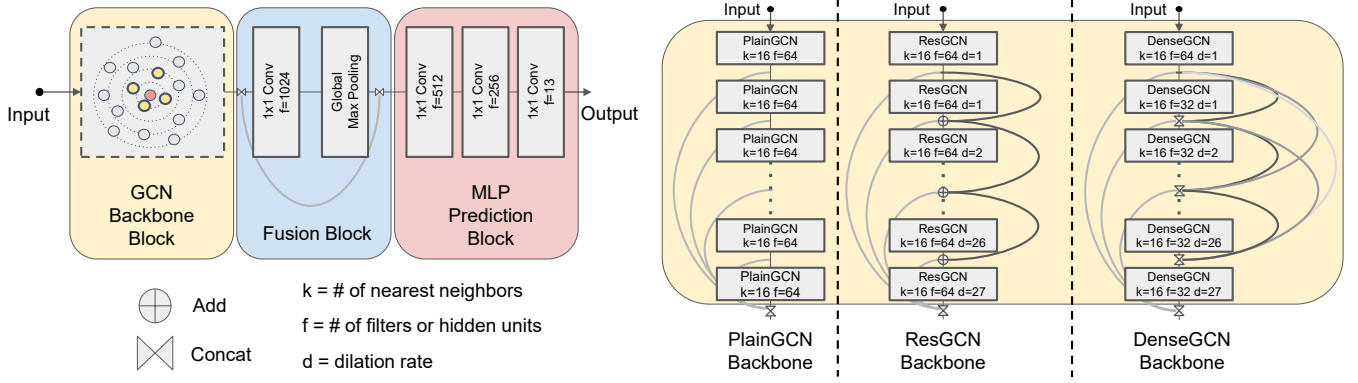 Input
1x1 Conv
f=1024
Global
Max Pooling
1x1 Conv
f=512
1x1 Conv
f=256
1x1 Conv
f=13
Output
GCN
Backbone
Block
Fusion Block
MLP
Prediction
Block
Add
Concat
k = # of nearest neighbors
f = # of filters or hidden units
d = dilation rate
Input
PlainGCN
k=16 f=64
PlainGCN
k=16 f=64
PlainGCN
k=16 f=64
PlainGCN
k=16 f=64
PlainGCN
k=16 f=64
PlainGCN
Backbone
Input
ResGCN
k=16 f=64 d=1
ResGCN
k=16 f=64 d=1
ResGCN
k=16 f=64 d=2
ResGCN
k=16 f=64 d=26
ResGCN
k=16 f=64 d=27
ResGCN
Backbone
Input
DenseGCN
k=16 f=64 d=1
DenseGCN
k=16 f=32 d=1
DenseGCN
k=16 f=32 d=2
DenseGCN
k=16 f=32 d=26
DenseGCN
k=16 f=32 d=27
DenseGCN
Backbone